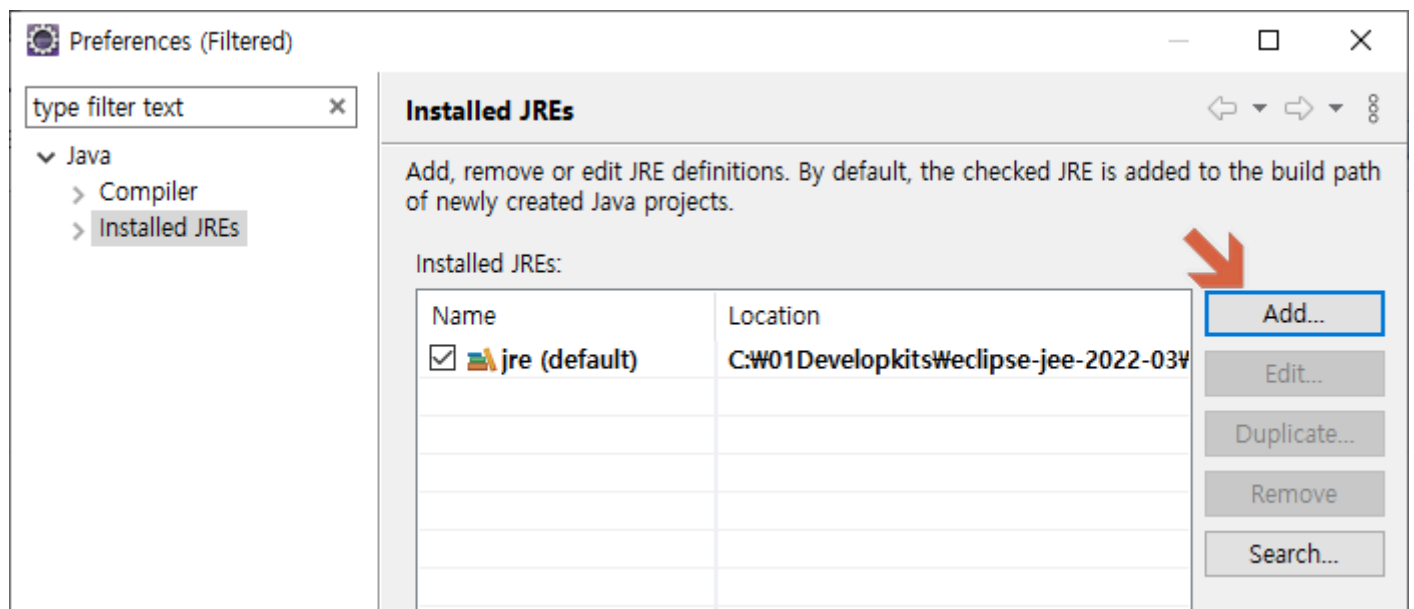 Preferences (Filtered)
type filter text
Installed JREs
Java
Compiler
Installed JREs
Add, remove or edit JRE definitions. By default, the checked JRE is added to the build path
of newly created Java projects.
Installed JREs:
Name Location
jre (default) C:₩01Developkits₩eclipse-jee-2022-03₩
Add...
Edit...
Duplicate...
Remove
Search...